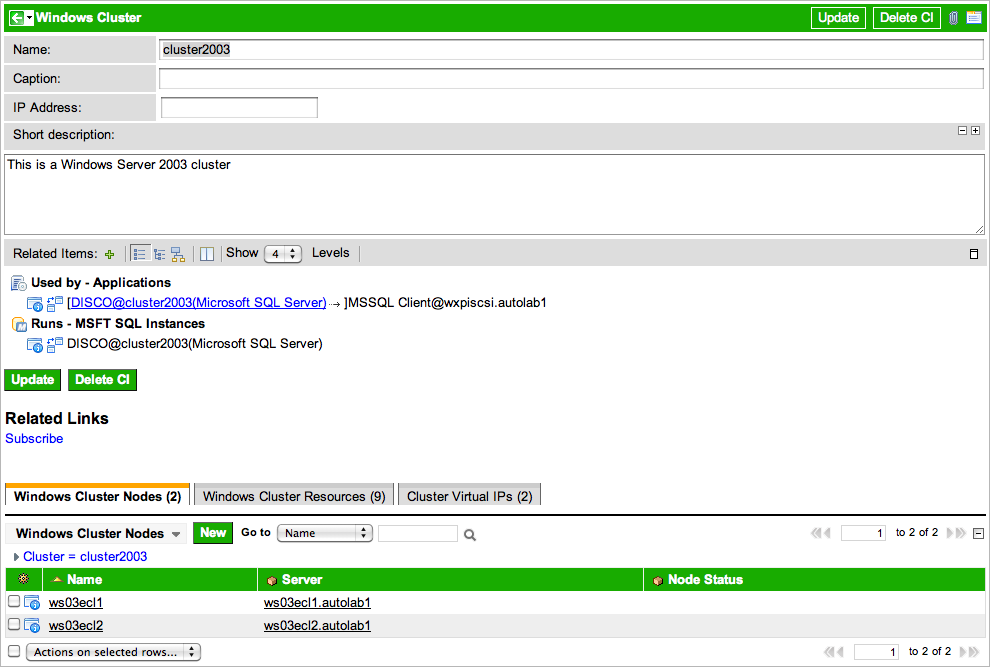 Windows Cluster Update Delete CI
Name: cluster2003
Caption:
IP Address:
Short description:
This is a Windows Server 2003 cluster
Related Items: Show 4 Levels
Used by - Applications
[DISCO@cluster2003(Microsoft SQL Server) → ]MSSQL Client@wxpiscsi.autolab1
Runs - MSFT SQL Instances
DISCO@cluster2003(Microsoft SQL Server)
Update Delete CI
Related Links
Subscribe
Windows Cluster Nodes (2) Windows Cluster Resources (9) Cluster Virtual IPs (2)
Windows Cluster Nodes New Go to Name 1 to 2 of 2
Cluster = cluster2003
Name Server Node Status
ws03ecl1 ws03ecl1.autolab1
ws03ecl2 ws03ecl2.autolab1
Actions on selected rows... 1 to 2 of 2